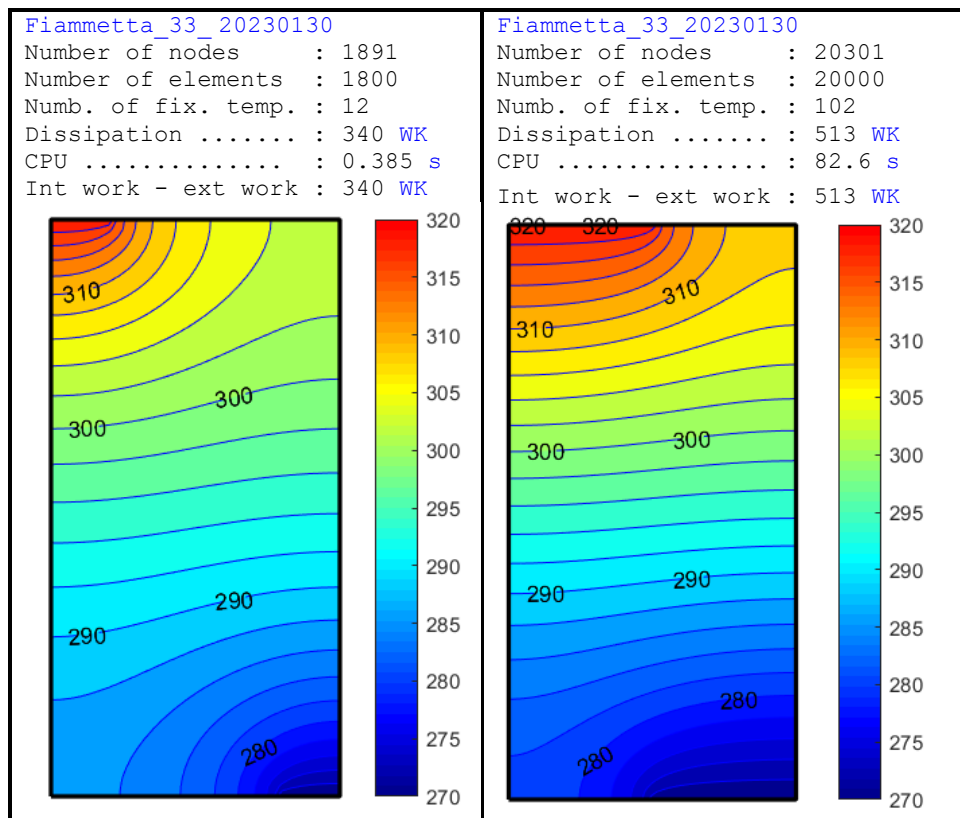 Fiammetta_33_ 20230130
Number of nodes : 1891
Number of elements : 1800
Numb. of fix. temp. : 12
Dissipation ....... : 340 WK
CPU .............. : 0.385 s
Int work - ext work : 340 WK
320
310
315
310
305
300
300
300
295
290
290
290
285
280
280
275
270
Fiammetta_33_20230130
Number of nodes : 20301
Number of elements : 20000
Numb. of fix. temp. : 102
Dissipation ....... : 513 WK
CPU ................ : 82.6 s
Int work - ext work : 513 WK
320
320
320
315
310
310
310
305
300
300
300
295
290
290
290
285
280
280
280
275
270